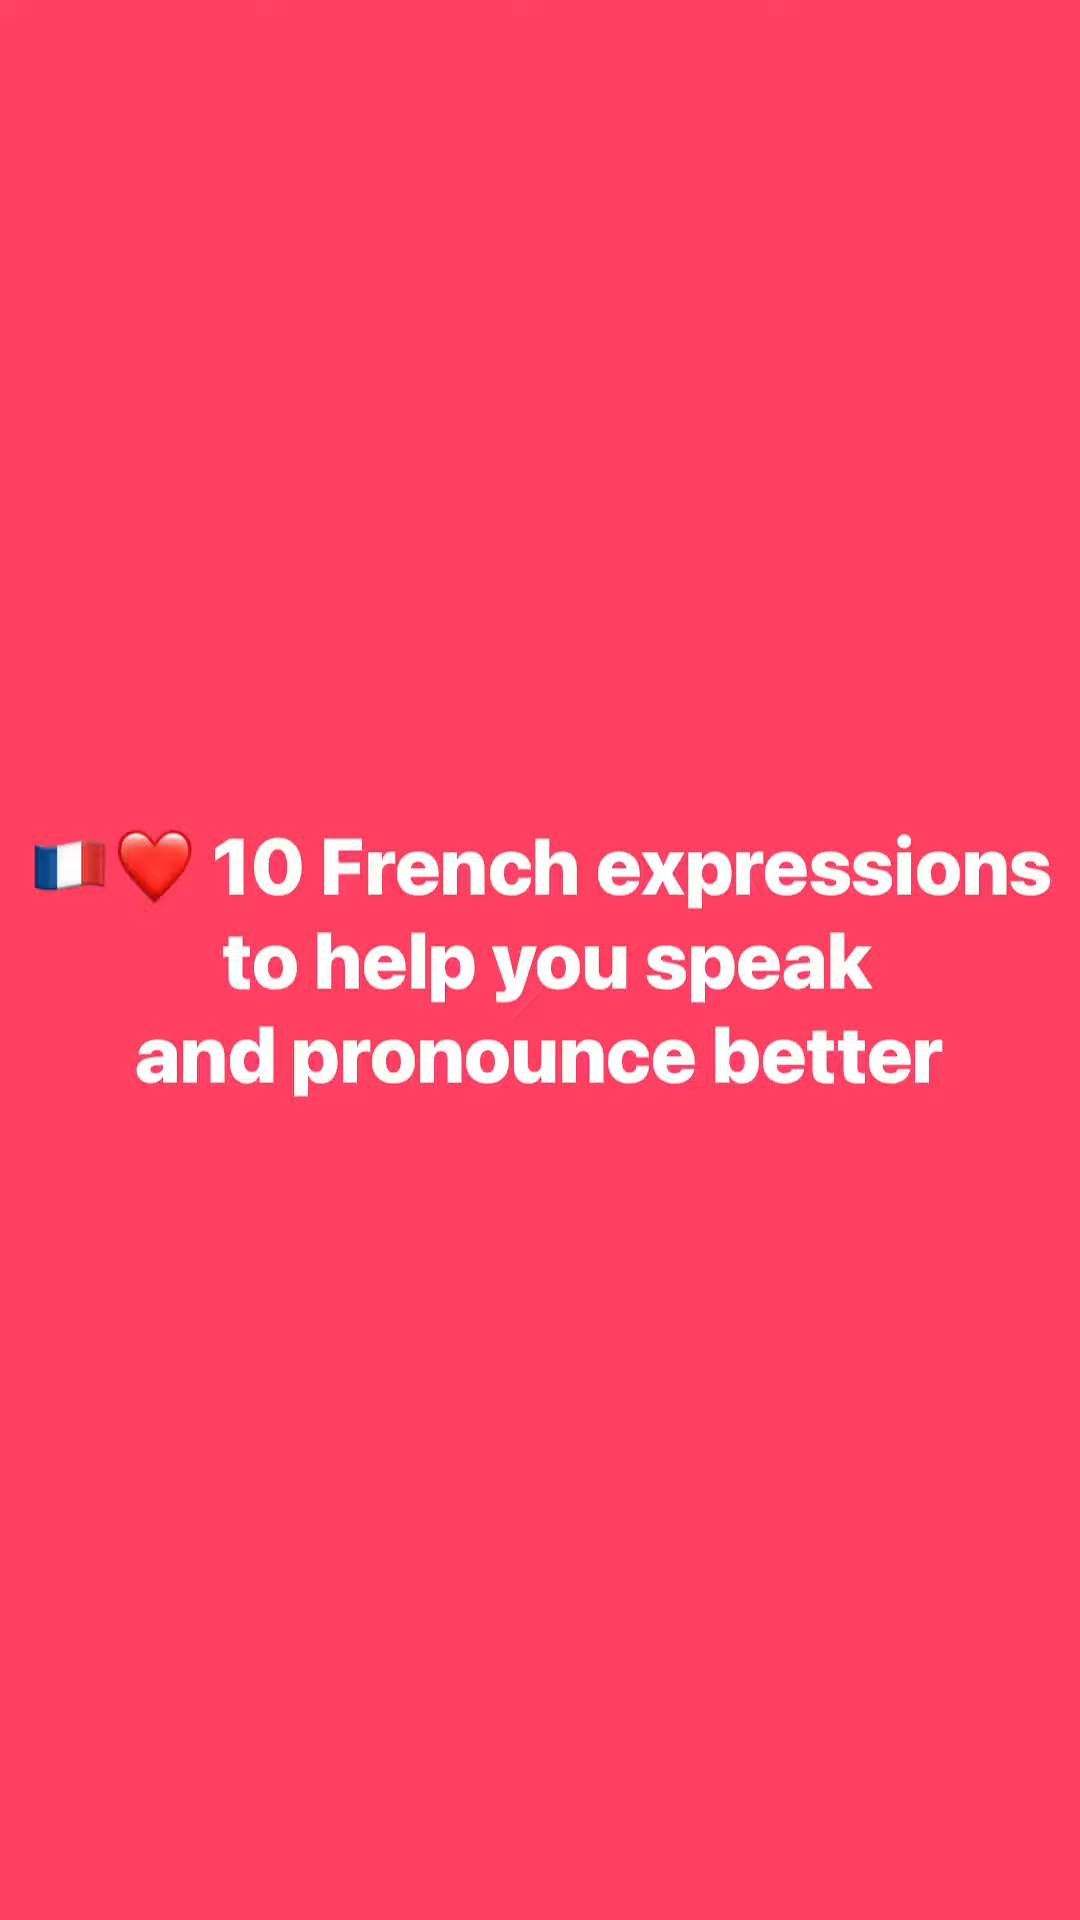 🇫🇷❤️ 10 French expressions
to help you speak
and pronounce better